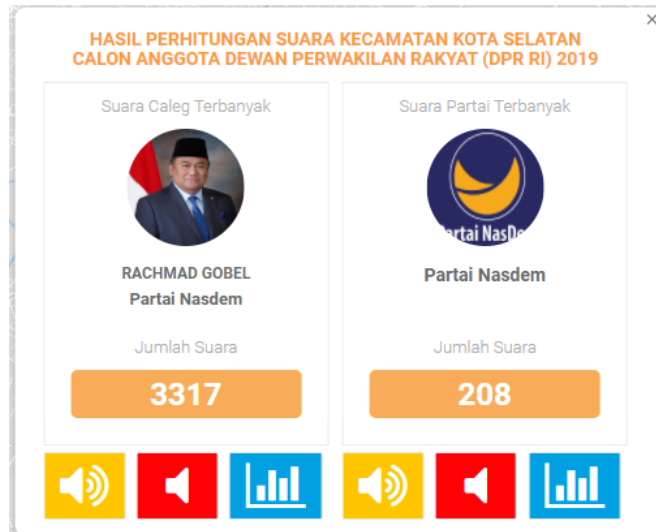 HASIL PERHITUNGAN SUARA KECAMATAN KOTA SELATAN
CALON ANGGOTA DEWAN PERWAKILAN RAKYAT (DPR RI) 2019
Suara Caleg Terbanyak
RACHMAD GOBEL
Partai Nasdem
Jumlah Suara
3317
Suara Partai Terbanyak
Partai NasDe
Partai Nasdem
Jumlah Suara
208